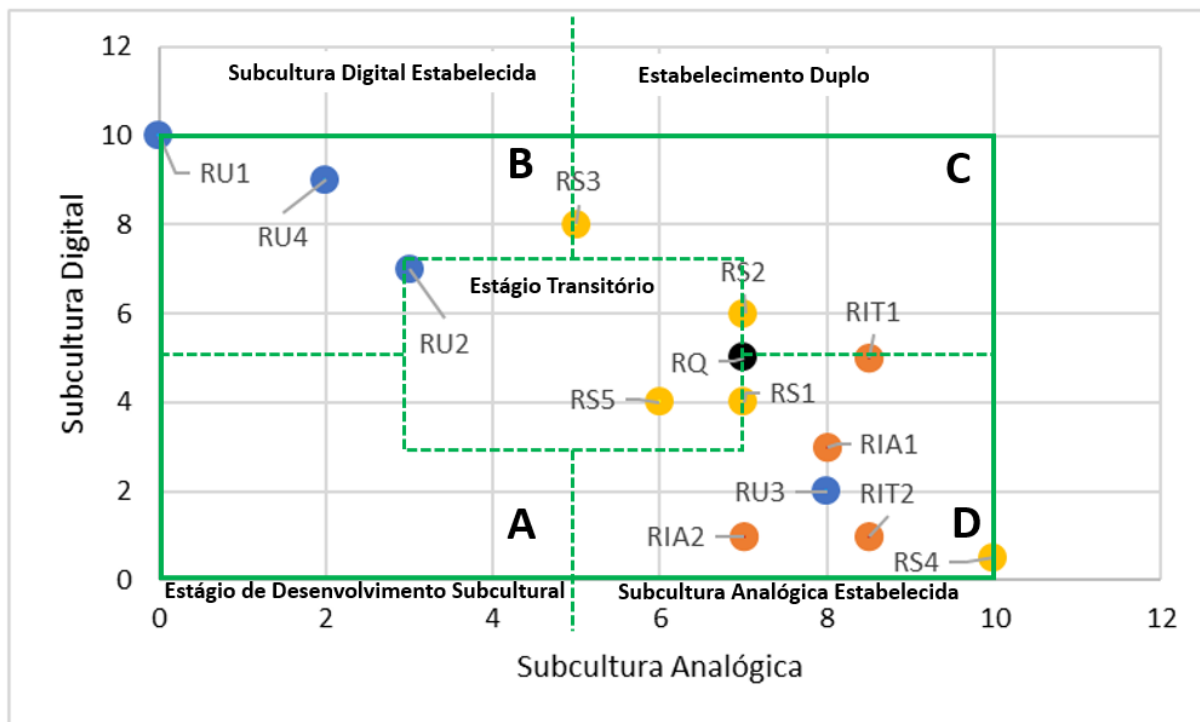 12
Subcultura Digital Estabelecida
Estabelecimento Duplo
10
B
C
RU1
RS3
RU4
8
Estágio Transitório
RS2
RIT1
6
RU2
RQ
RS5
RS1
4
RIA1
RU3
RIT2
2
A
D
RIA2
RS4
0
Estágio de Desenvolvimento Subcultural
Subcultura Analógica Estabelecida
0
2
4
6
8
10
12
Subcultura Digital
Subcultura Analógica